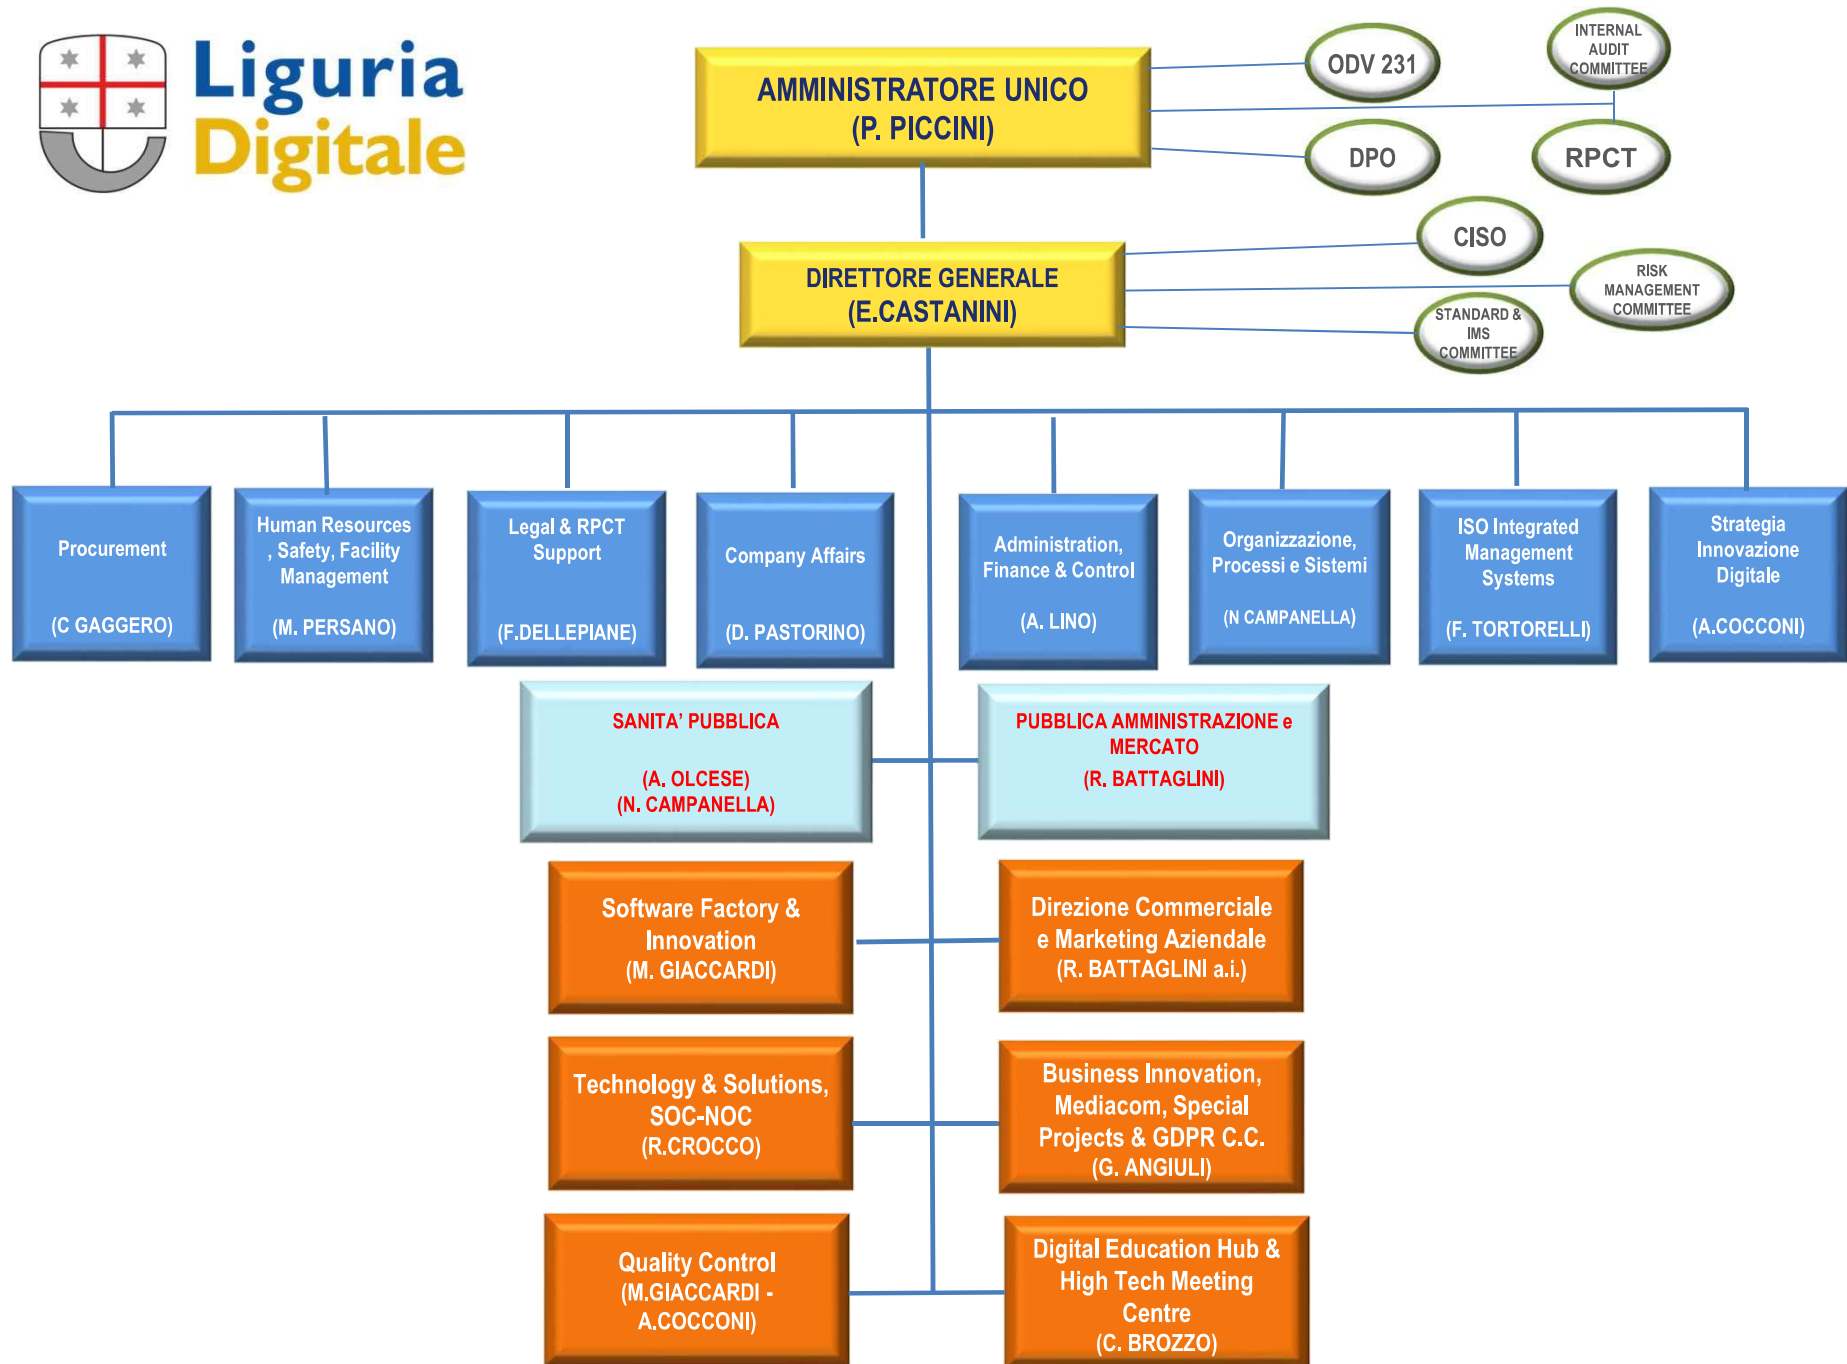 Liguria
Digitale
AMMINISTRATORE UNICO
(P. PICCINI)
ODV 231
INTERNAL
AUDIT
COMMITTEE
DPO
RPCT
DIRETTORE GENERALE
(E.CASTANINI)
CISO
RISK
MANAGEMENT
COMMITTEE
STANDARD &
IMS
COMMITTEE
Procurement
(C GAGGERO)
Human Resources
, Safety, Facility
Management
(M. PERSANO)
Legal & RPCT
Support
(F.DELLEPIANE)
Company Affairs
(D. PASTORINO)
Administration,
Finance & Control
(A. LINO)
Organizzazione,
Processi e Sistemi
(N CAMPANELLA)
ISO Integrated
Management
Systems
(F. TORTORELLI)
Strategia
Innovazione
Digitale
(A.COCCONI)
SANITA’ PUBBLICA
(A. OLCESE)
(N. CAMPANELLA)
PUBBLICA AMMINISTRAZIONE e
MERCATO
(R. BATTAGLINI)
Software Factory &
Innovation
(M. GIACCARDI)
Direzione Commerciale
e Marketing Aziendale
(R. BATTAGLINI a.i.)
Technology & Solutions,
SOC-NOC
(R.CROCCO)
Business Innovation,
Mediacom, Special
Projects & GDPR C.C.
(G. ANGIULI)
Quality Control
(M.GIACCARDI -
A.COCCONI)
Digital Education Hub &
High Tech Meeting
Centre
(C. BROZZO)